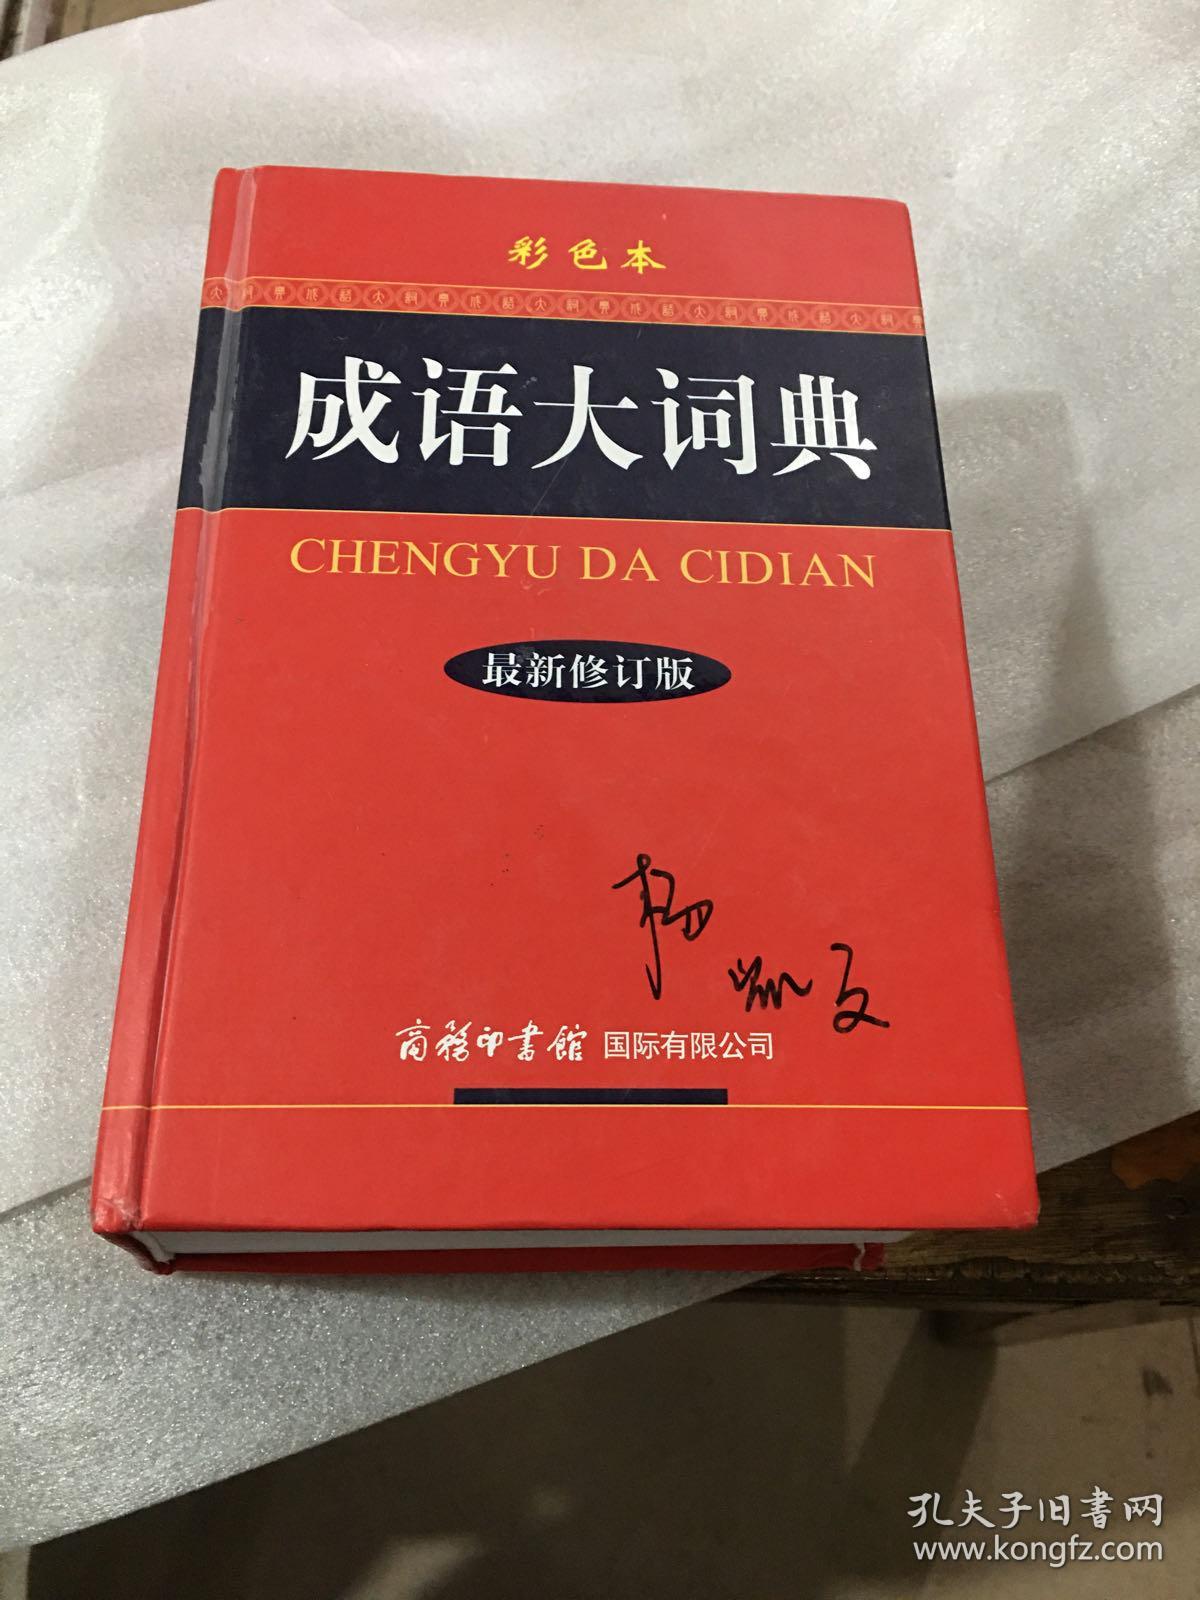 彩色本
成语大词典
CHENGYU DA CIDIAN
最新修订版
杨
商務印書館 国际有限公司
孔夫子旧书网
www.kongfz.com